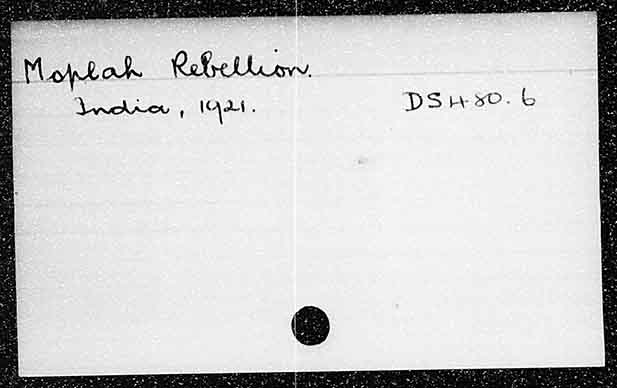 Moplah Rebellion.
India, 1921. DS480.6